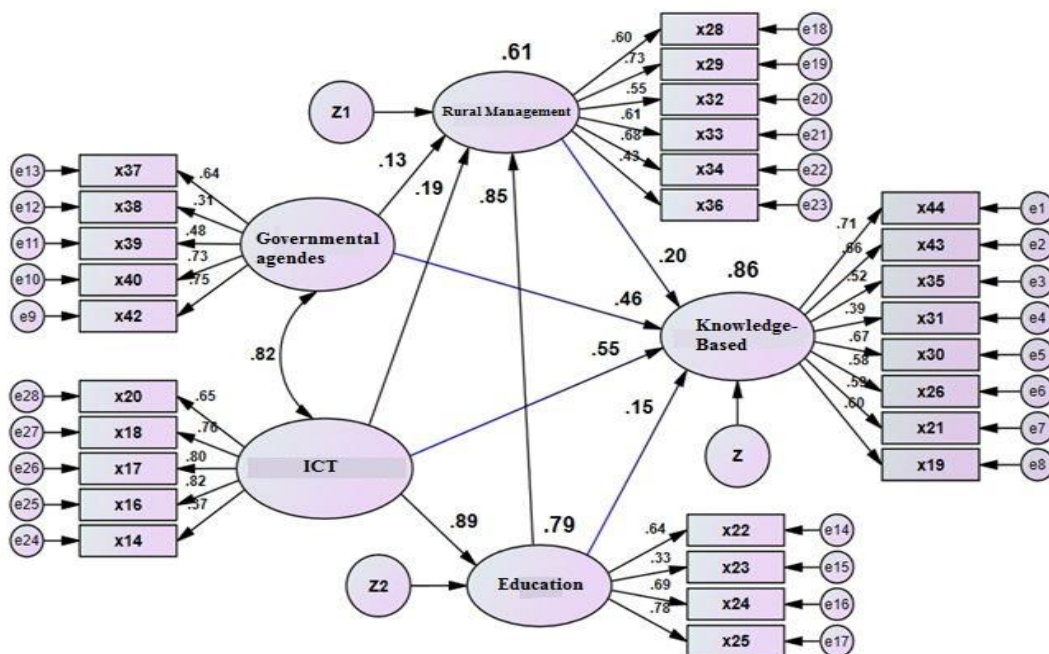 .61
Rural Management
Z1
x28
x29
x32
x33
x34
x36
e18
e19
e20
e21
e22
e23
.60
.73
.55
.61
.68
.43
.13
.19
.85
e13
e12
e11
e10
e9
x37
x38
x39
x40
x42
.64
.31
.48
.73
.75
Governmental
agendes
.82
.20
.86
.46
Knowledge-
Based
.55
.15
Z
.71
.66
.52
.39
.67
.58
.60
x44
x43
x35
x31
x30
x26
x21
x19
e1
e2
e3
e4
e5
e6
e7
e8
e28
e27
e26
e25
e24
x20
x18
x17
x16
x14
.65
.76
.80
.82
.37
ICT
.89
.79
Z2
Education
.64
.33
.69
.78
x22
x23
x24
x25
e14
e15
e16
e17